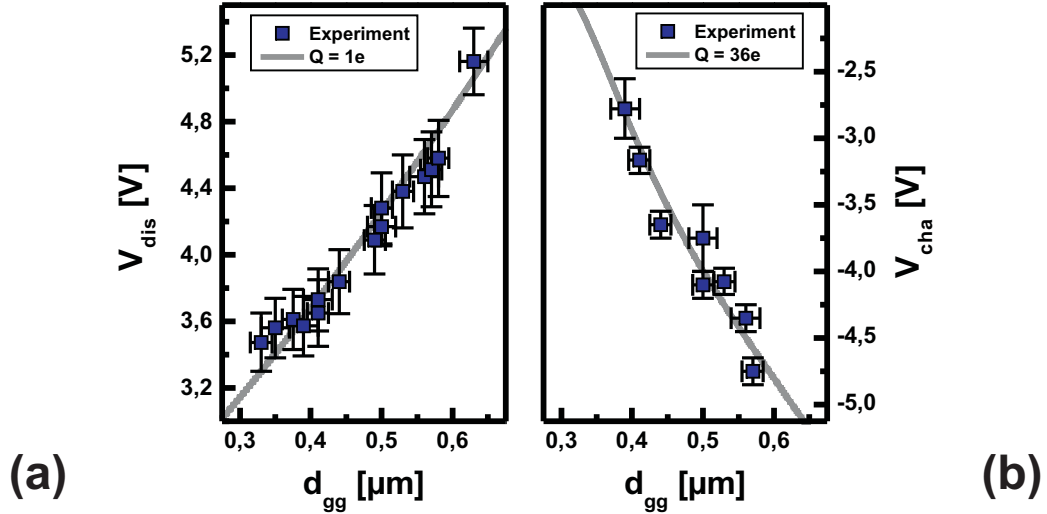 Experiment
Q = 1e
5,2
4,8
4,4
4,0
3,6
3,2
V_dis [V]
0,3 0,4 0,5 0,6
d_gg [µm]
(a)
Experiment
Q = 36e
-2,5
-3,0
-3,5
-4,0
-4,5
-5,0
V_cha [V]
0,3 0,4 0,5 0,6
d_gg [µm]
(b)